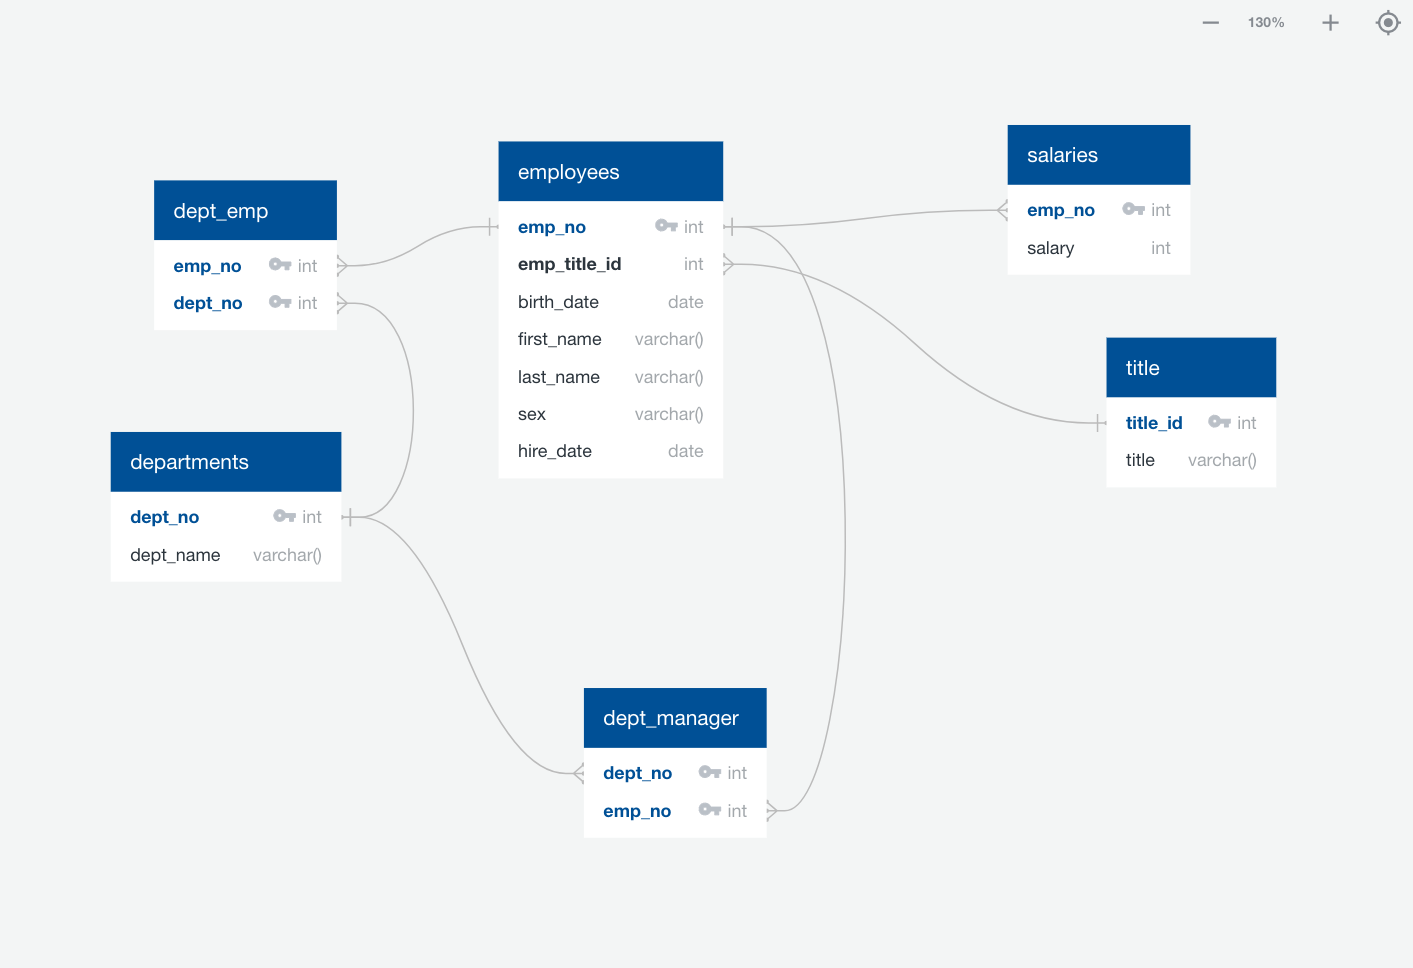 130%
dept_emp
emp_no int
dept_no int
employees
emp_no int
emp_title_id int
birth_date date
first_name varchar()
last_name varchar()
sex varchar()
hire_date date
salaries
emp_no int
salary int
title
title_id int
title varchar()
departments
dept_no int
dept_name varchar()
dept_manager
dept_no int
emp_no int